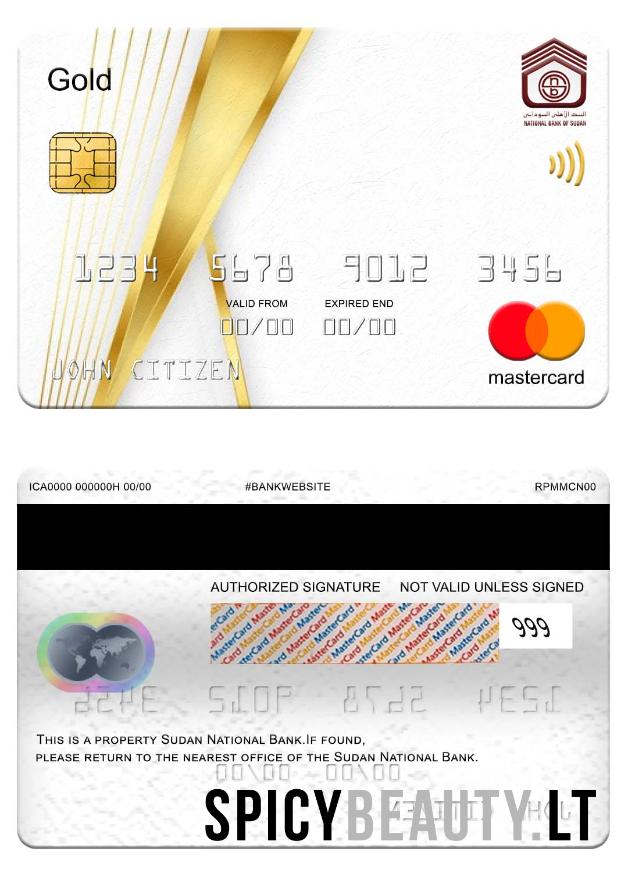 Gold
البنك الأهلي السوداني
NATIONAL BANK OF SUDAN
1234 5678 9012 3456
VALID FROM EXPIRED END
00/00 00/00
JOHN CITIZEN
mastercard
ICA0000 000000H 00/00 #BANKWEBSITE RPMMCN00
AUTHORIZED SIGNATURE NOT VALID UNLESS SIGNED
MasterCard MasterCard MasterCard
999
THIS IS A PROPERTY SUDAN NATIONAL BANK.IF FOUND,
PLEASE RETURN TO THE NEAREST OFFICE OF THE SUDAN NATIONAL BANK.
SPICYBEAUTY.LT